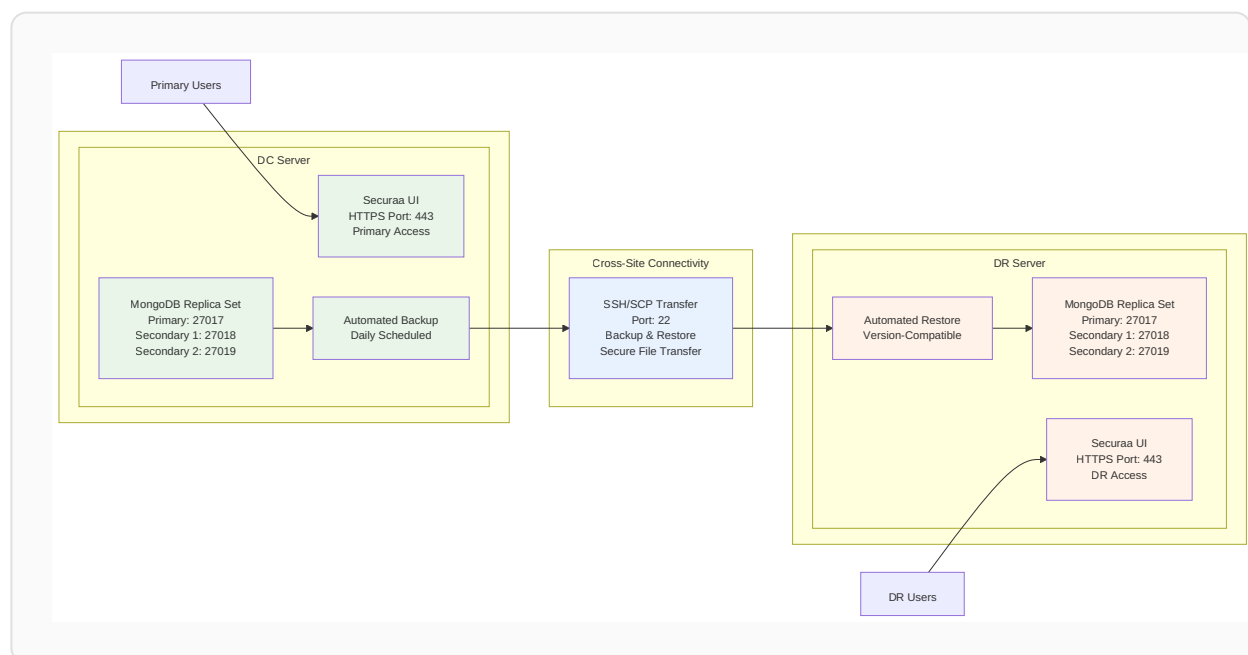 Primary Users
DC Server
Securaa UI
HTTPS Port: 443
Primary Access
MongoDB Replica Set
Primary: 27017
Secondary 1: 27018
Secondary 2: 27019
Automated Backup
Daily Scheduled
Cross-Site Connectivity
SSH/SCP Transfer
Port: 22
Backup & Restore
Secure File Transfer
DR Server
Automated Restore
Version-Compatible
MongoDB Replica Set
Primary: 27017
Secondary 1: 27018
Secondary 2: 27019
Securaa UI
HTTPS Port: 443
DR Access
DR Users